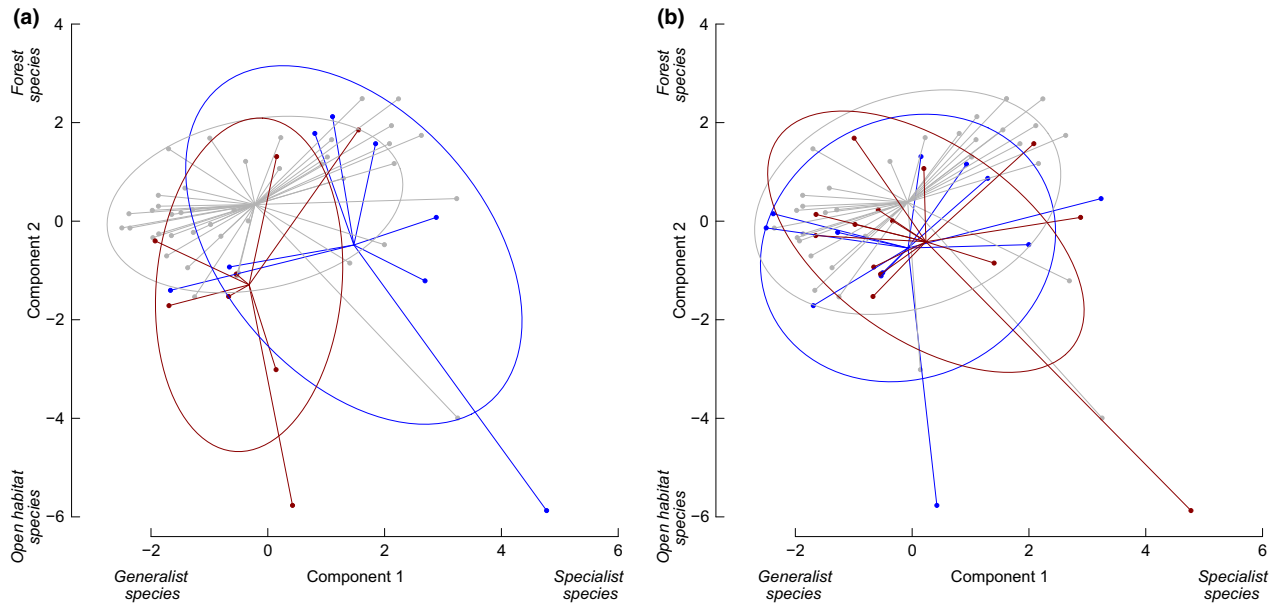 (a)
4
2
0
−2
−4
−6
Component 2
Forest
species
Open habitat
species
−2
0
2
4
6
Generalist
species
Component 1
Specialist
species
(b)
4
2
0
−2
−4
−6
Component 2
Forest
species
Open habitat
species
−2
0
2
4
6
Generalist
species
Component 1
Specialist
species